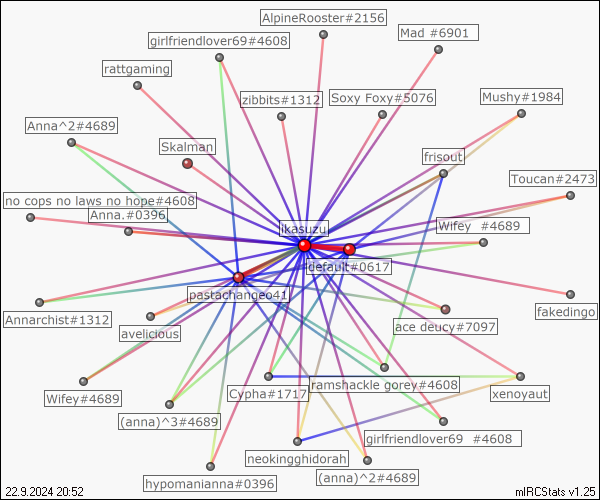 AlpineRooster#2156
Mad #6901
girlfriendlover69#4608
rattgaming
zibbits#1312
Soxy Foxy#5076
Mushy#1984
Anna^2#4689
Skalman
frisout
Toucan#2473
no cops no laws no hope#4608
Anna.#0396
ikasuzu
Wifey #4689
default#0617
pastachangeo41
Annarchist#1312
avelicious
ace deucy#7097
fakedingo
Wifey#4689
Cypha#1717
ramshackle gorey#4608
xenoyaut
(anna)^3#4689
girlfriendlover69 #4608
neokingghidorah
hypomanianna#0396
(anna)^2#4689
22.9.2024 20:52
mIRCStats v1.25